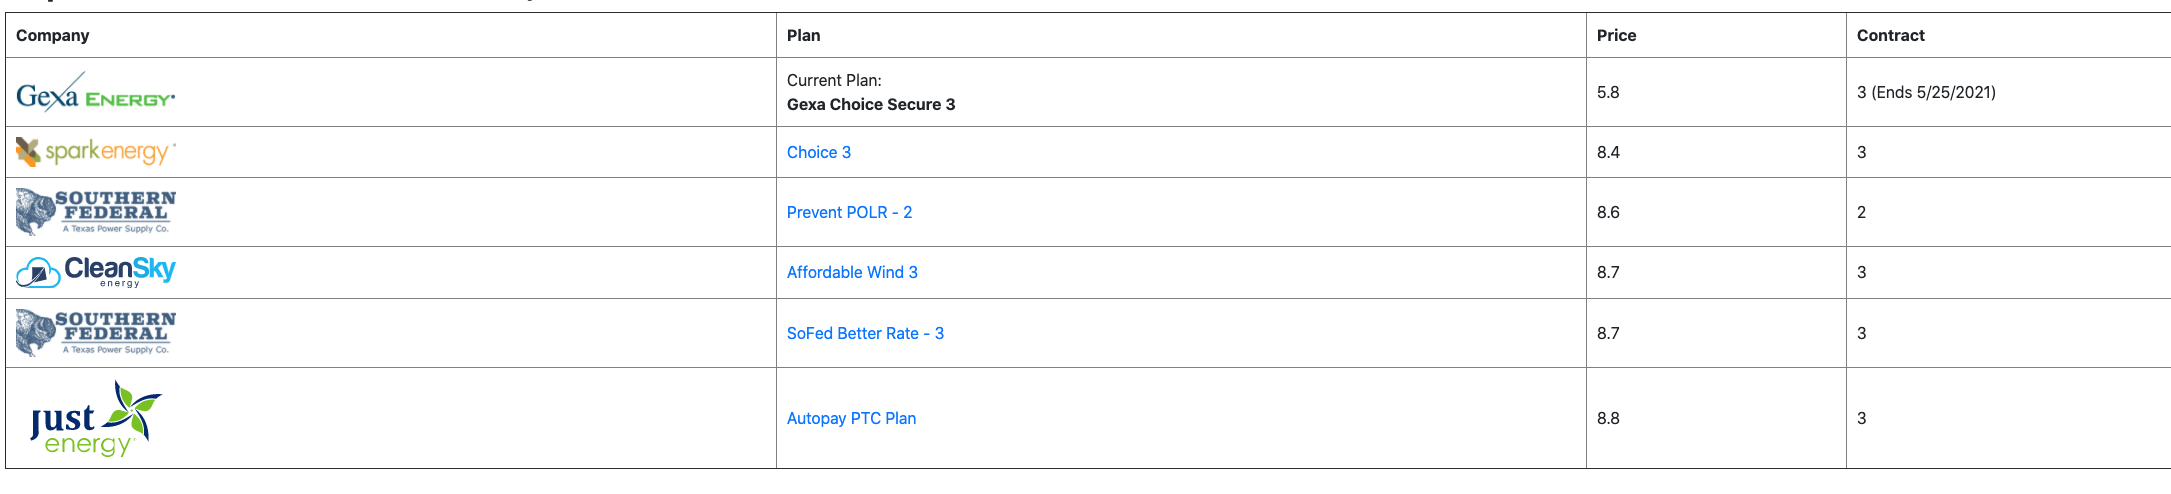 Company Plan Price Contract
Gexa ENERGY
Current Plan:
Gexa Choice Secure 3
5.8 3 (Ends 5/25/2021)
sparkenergy Choice 3 8.4 3
SOUTHERN
FEDERAL
A Texas Power Supply Co.
Prevent POLR - 2 8.6 2
CleanSky
energy
Affordable Wind 3 8.7 3
SOUTHERN
FEDERAL
A Texas Power Supply Co.
SoFed Better Rate - 3 8.7 3
just
energy
Autopay PTC Plan 8.8 3